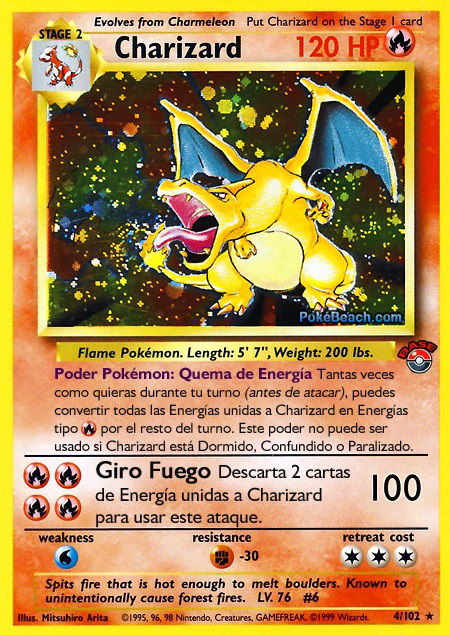 Evolves from Charmeleon Put Charizard on the Stage 1 card
STAGE 2
Charizard 120 HP
PokéBeach.com
BASE
Flame Pokémon. Length: 5' 7", Weight: 200 lbs.
Poder Pokémon: Quema de Energía Tantas veces
como quieras durante tu turno (antes de atacar), puedes
convertir todas las Energías unidas a Charizard en Energías
tipo por el resto del turno. Este poder no puede ser
usado si Charizard está Dormido, Confundido o Paralizado.
Giro Fuego Descarta 2 cartas
de Energía unidas a Charizard
para usar este ataque.
100
weakness resistance retreat cost
-30
Spits fire that is hot enough to melt boulders. Known to
unintentionally cause forest fires. LV. 76 #6
Illus. Mitsuhiro Arita ©1995, 96, 98 Nintendo, Creatures, GAMEFREAK. ©1999 Wizards. 4/102 ★